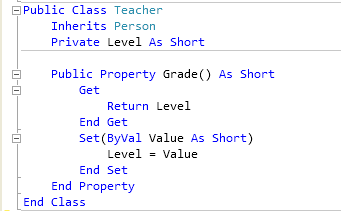 Public Class Teacher
    Inherits Person
    Private Level As Short

    Public Property Grade() As Short
        Get
            Return Level
        End Get
        Set(ByVal Value As Short)
            Level = Value
        End Set
    End Property
End Class